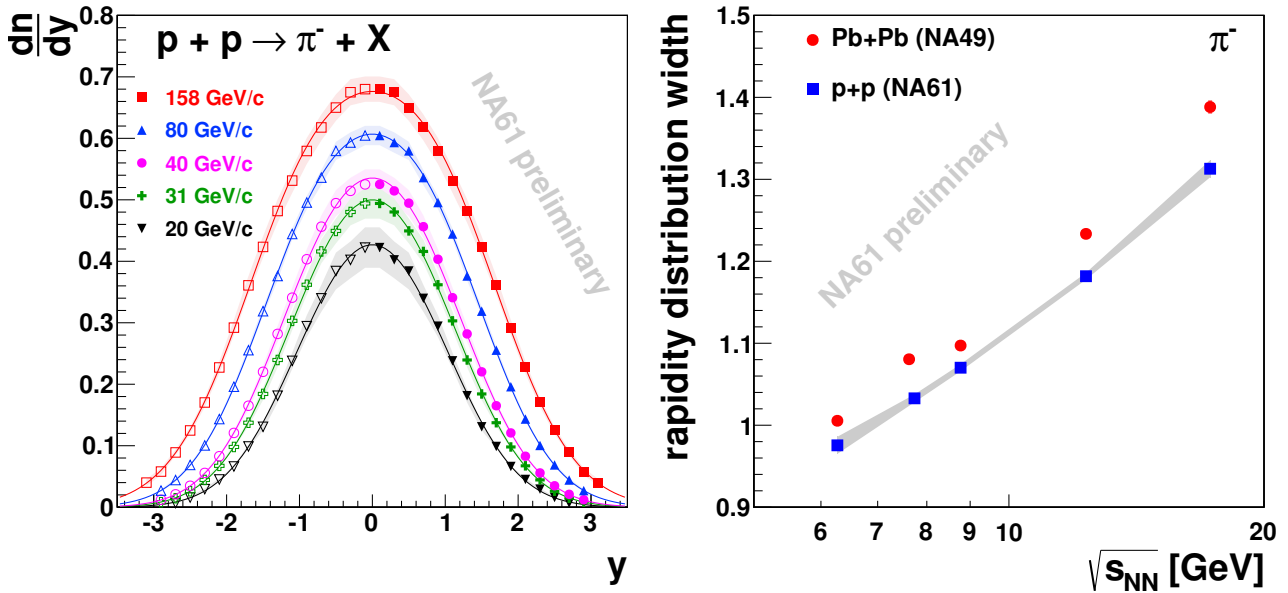 dn/dy
p + p → π⁻ + X
158 GeV/c
80 GeV/c
40 GeV/c
31 GeV/c
20 GeV/c
NA61 preliminary
0.8
0.7
0.6
0.5
0.4
0.3
0.2
0.1
0
-3 -2 -1 0 1 2 3
y
rapidity distribution width
Pb+Pb (NA49)
p+p (NA61)
π⁻
NA61 preliminary
1.5
1.4
1.3
1.2
1.1
1
0.9
6 7 8 9 10 20
√sNN [GeV]